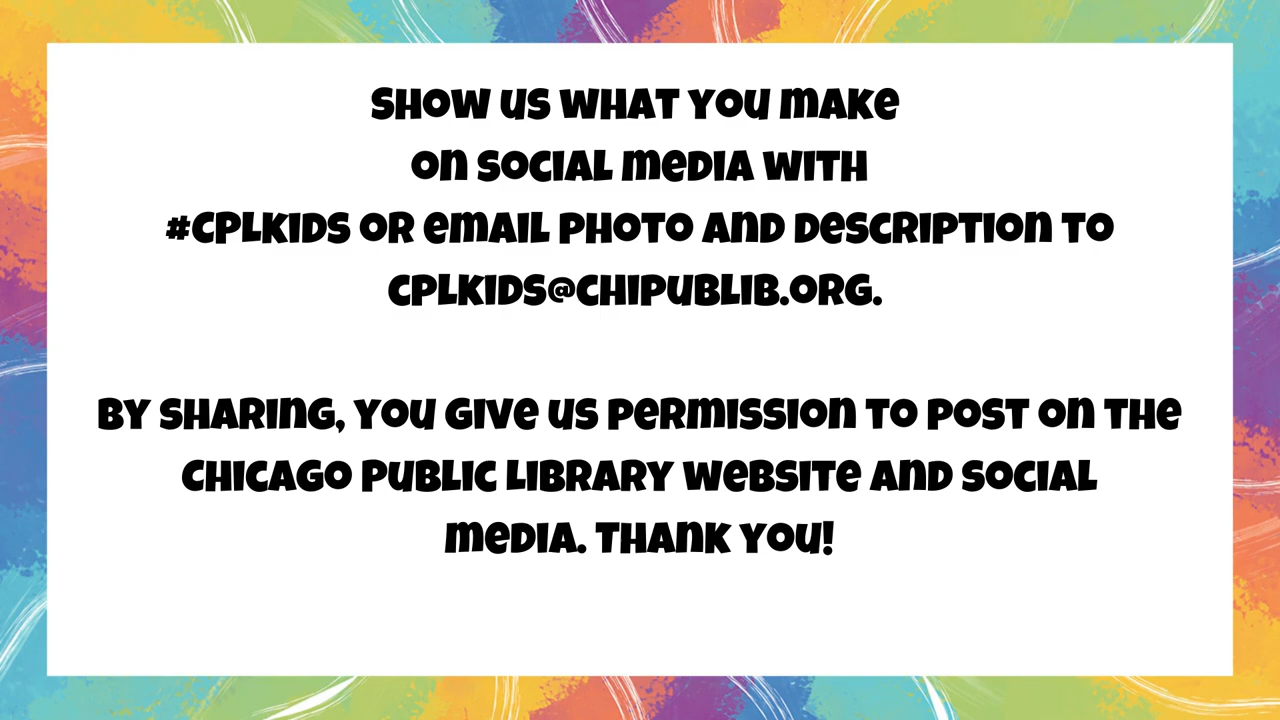 SHOW US WHAT YOU MAKE
ON SOCIAL MEDIA WITH
#CPLKIDS OR EMAIL PHOTO AND DESCRIPTION TO
CPLKIDS@CHIPUBLIB.ORG.
BY SHARING, YOU GIVE US PERMISSION TO POST ON THE
CHICAGO PUBLIC LIBRARY WEBSITE AND SOCIAL
MEDIA. THANK YOU!